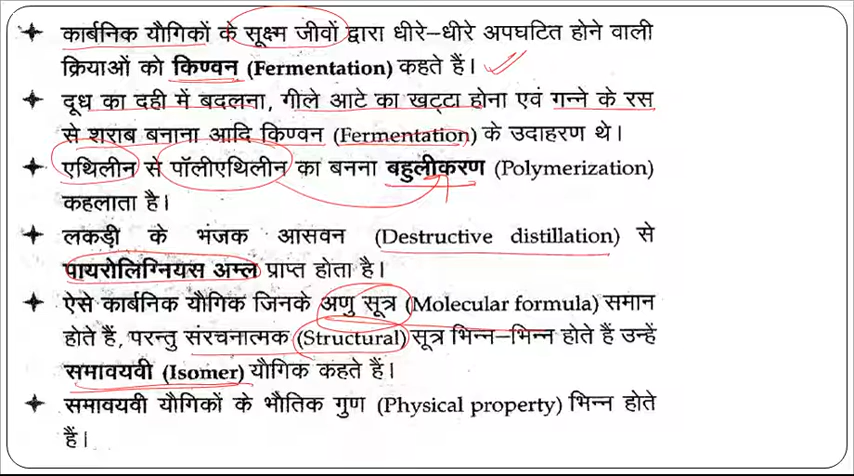 ✦ कार्बनिक यौगिकों के सूक्ष्म जीवों द्वारा धीरे–धीरे अपघटित होने वाली
क्रियाओं को किण्वन (Fermentation) कहते हैं।
✦ दूध का दही में बदलना, गीले आटे का खट्टा होना एवं गन्ने के रस
से शराब बनाना आदि किण्वन (Fermentation) के उदाहरण थे।
✦ एथिलीन से पॉलीएथिलीन का बनना बहुलीकरण (Polymerization)
कहलाता है।
✦ लकड़ी के भंजक आसवन (Destructive distillation) से
पायरोलिग्नियस अम्ल प्राप्त होता है।
✦ ऐसे कार्बनिक यौगिक जिनके अणु सूत्र (Molecular formula) समान
होते हैं, परन्तु संरचनात्मक (Structural) सूत्र भिन्न–भिन्न होते हैं उन्हें
समावयवी (Isomer) यौगिक कहते हैं।
✦ समावयवी यौगिकों के भौतिक गुण (Physical property) भिन्न होते
हैं।